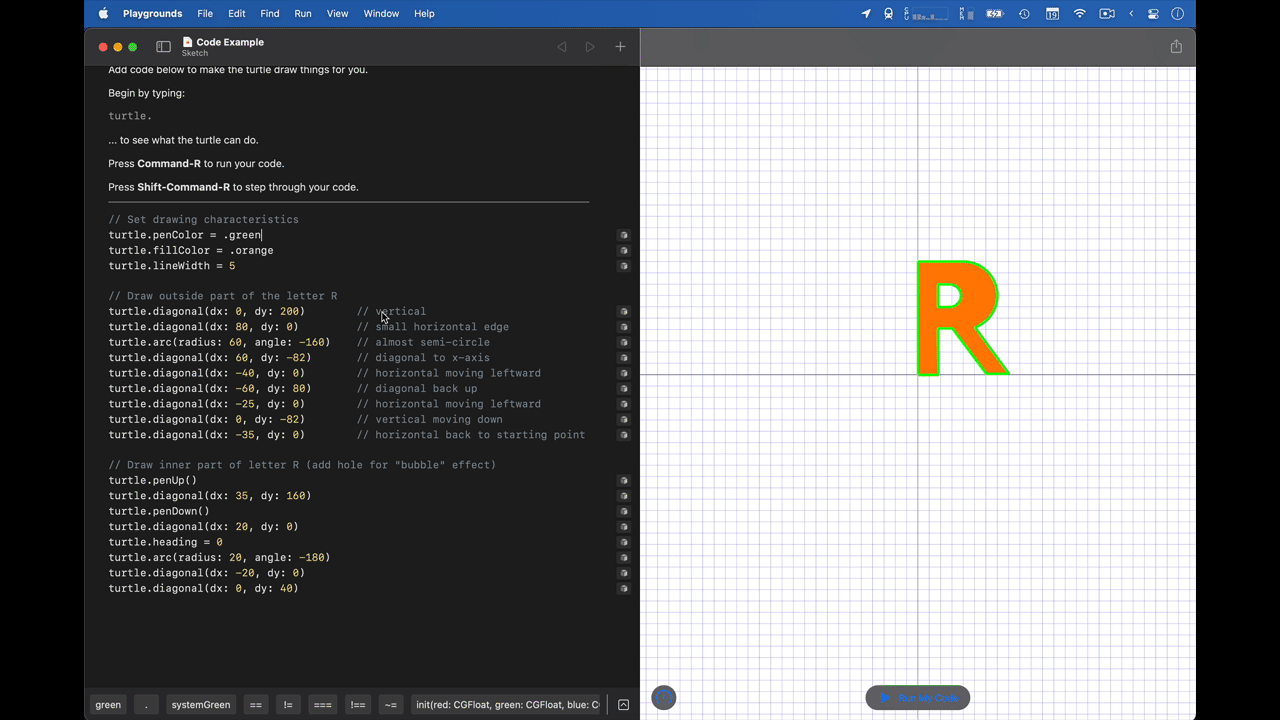 Playgrounds File Edit Find Run View Window Help
19
Code Example
Sketch
Add code below to make the turtle draw things for you.
Begin by typing:
turtle.
... to see what the turtle can do.
Press Command-R to run your code.
Press Shift-Command-R to step through your code.
// Set drawing characteristics
turtle.penColor = .green
turtle.fillColor = .orange
turtle.lineWidth = 5
// Draw outside part of the letter R
turtle.diagonal(dx: 0, dy: 200) // vertical
turtle.diagonal(dx: 80, dy: 0) // small horizontal edge
turtle.arc(radius: 60, angle: -160) // almost semi-circle
turtle.diagonal(dx: 60, dy: -82) // diagonal to x-axis
turtle.diagonal(dx: -40, dy: 0) // horizontal moving leftward
turtle.diagonal(dx: -60, dy: 80) // diagonal back up
turtle.diagonal(dx: -25, dy: 0) // horizontal moving leftward
turtle.diagonal(dx: 0, dy: -82) // vertical moving down
turtle.diagonal(dx: -35, dy: 0) // horizontal back to starting point
// Draw inner part of letter R (add hole for "bubble" effect)
turtle.penUp()
turtle.diagonal(dx: 35, dy: 160)
turtle.penDown()
turtle.diagonal(dx: 20, dy: 0)
turtle.heading = 0
turtle.arc(radius: 20, angle: -180)
turtle.diagonal(dx: -20, dy: 0)
turtle.diagonal(dx: 0, dy: 40)
R
green . == != === !== init(red: CGFloat, green: CGFloat, blue:
Run My Code